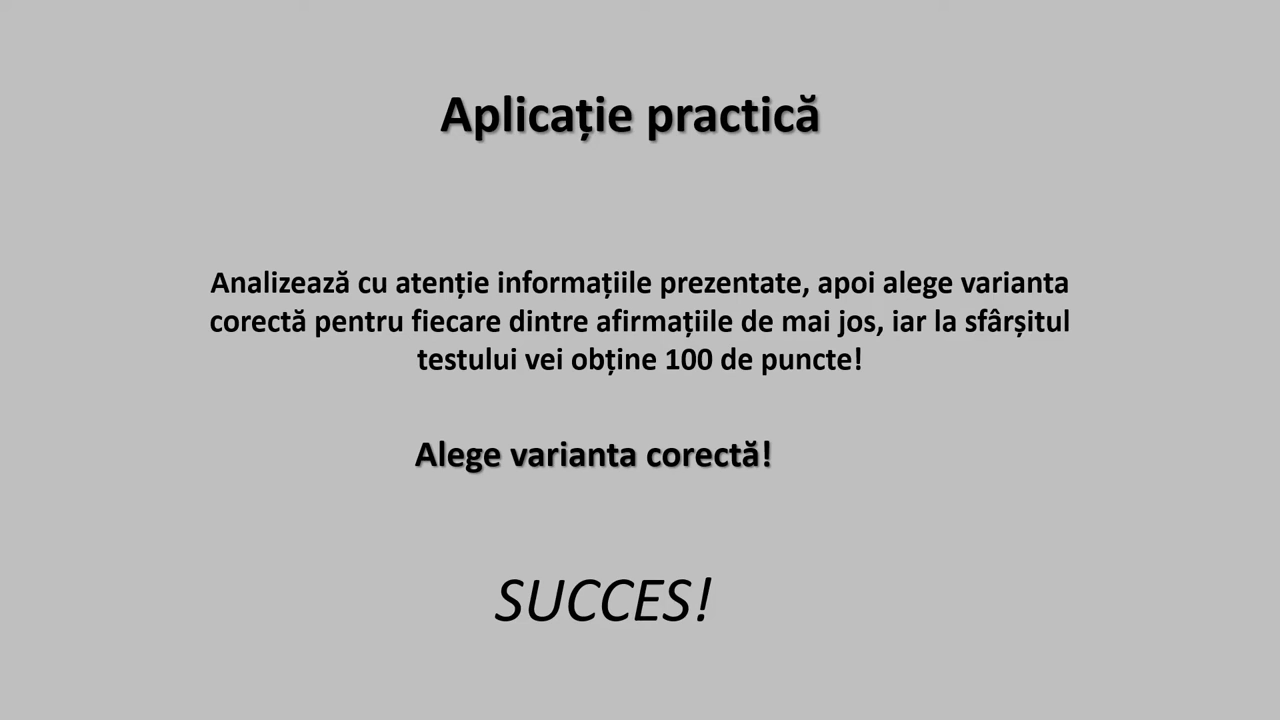 Aplicație practică
Analizează cu atenție informațiile prezentate, apoi alege varianta
corectă pentru fiecare dintre afirmațiile de mai jos, iar la sfârșitul
testului vei obține 100 de puncte!
Alege varianta corectă!
SUCCES!